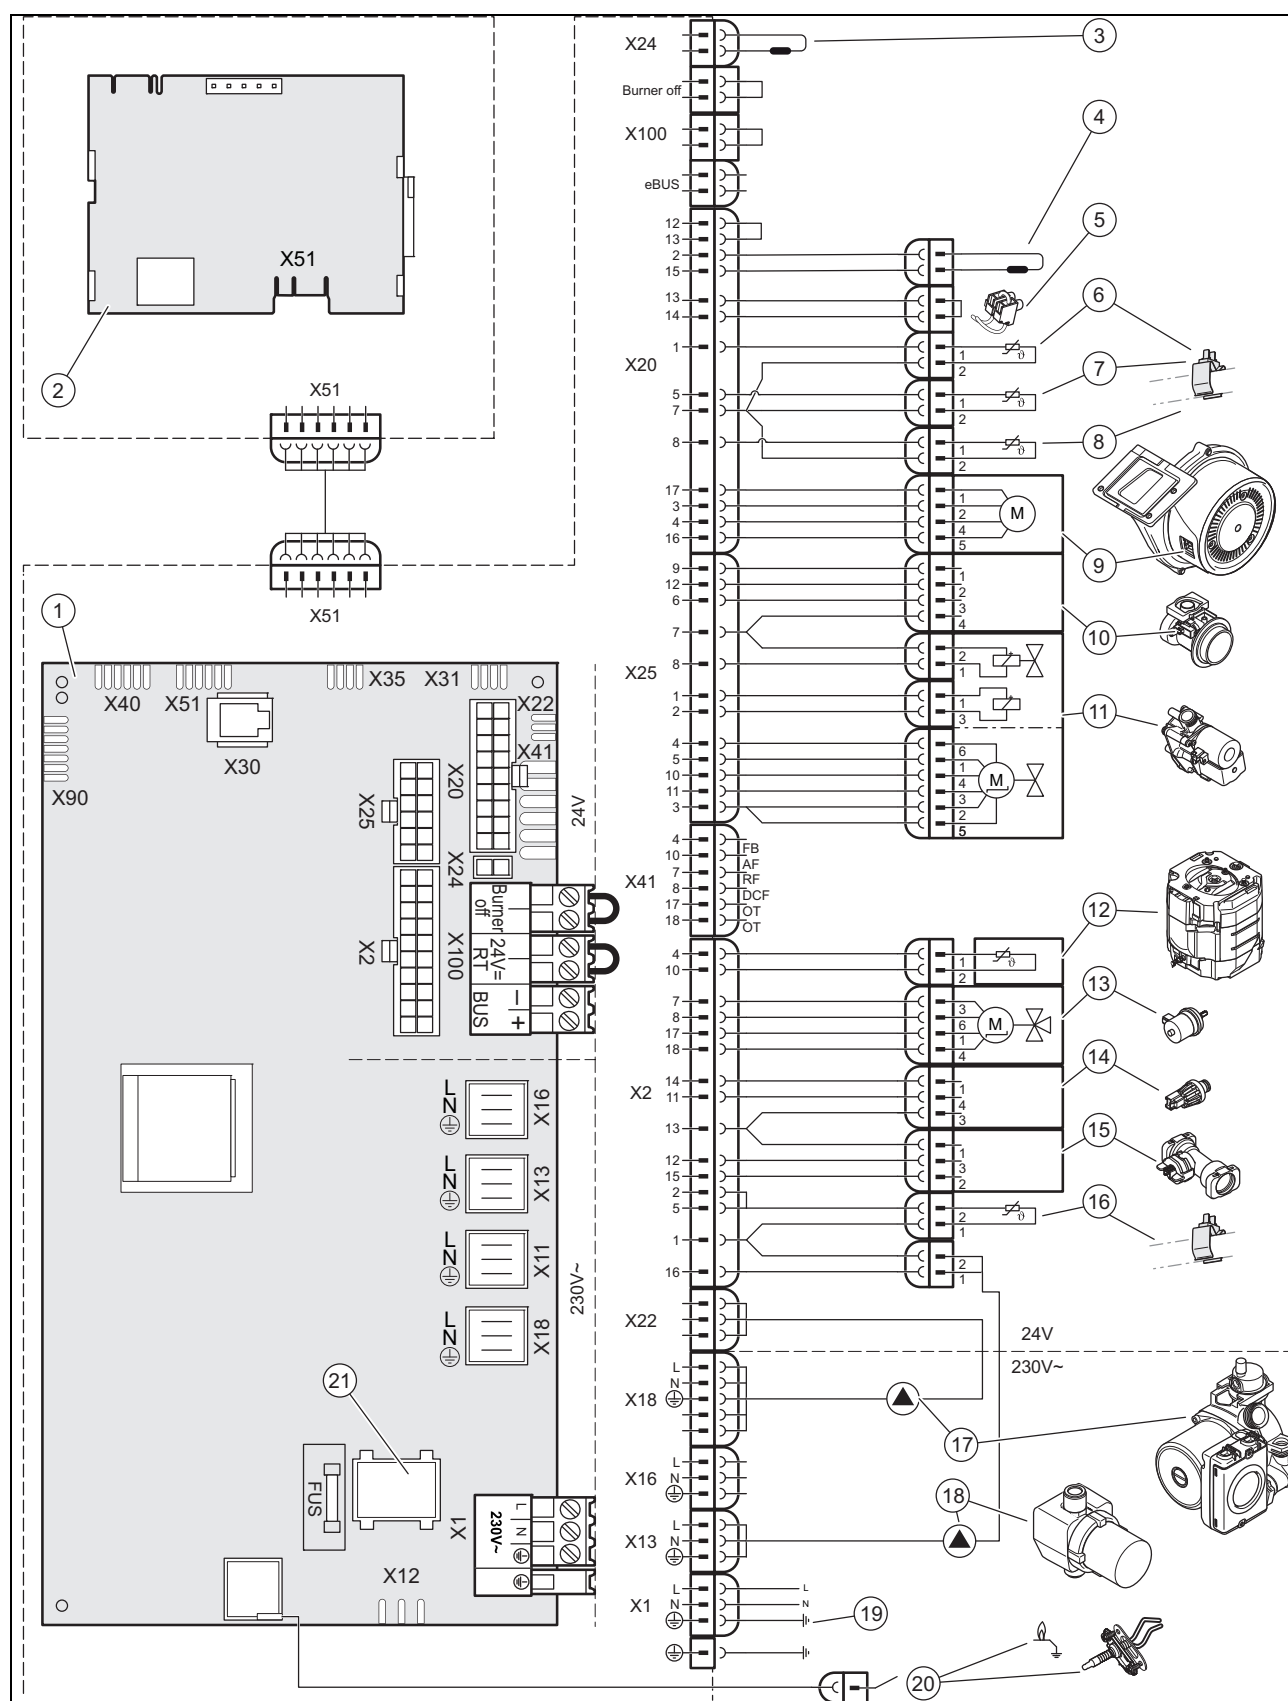 X24
3
Burner off
X100
4
eBUS
12
13
2
15
5
X51
13
14
6
1
1
2
ϑ
X20
7
2
5
7
1
2
ϑ
X51
8
8
1
2
ϑ
17
3
4
16
1
2
4
5
M
9
9
12
6
7
1
2
3
4
10
X51
1
X25
8
2
1
1
2
1
3
11
X40
X51
X35
X31
X22
X41
X30
X90
X20
X25
24V
4
5
10
11
3
6
1
4
3
2
5
M
X24
X41
4
10
7
8
17
18
FB
AF
RF
DCF
OT
OT
12
Burner
off
X2
X100
24V=
RT
BUS
–
+
4
10
1
2
ϑ
7
8
17
18
3
6
1
4
M
13
X2
14
11
13
1
4
3
14
12
15
2
5
1
3
2
15
2
1
ϑ
16
1
16
2
1
L
N
X16
L
N
X13
L
N
X11
L
N
X18
230V~
X22
24V
230V~
L
N
X18
17
21
L
N
X16
18
FUS
X1
L
N
230V~
L
N
X13
X12
L
N
X1
L
N
19
20